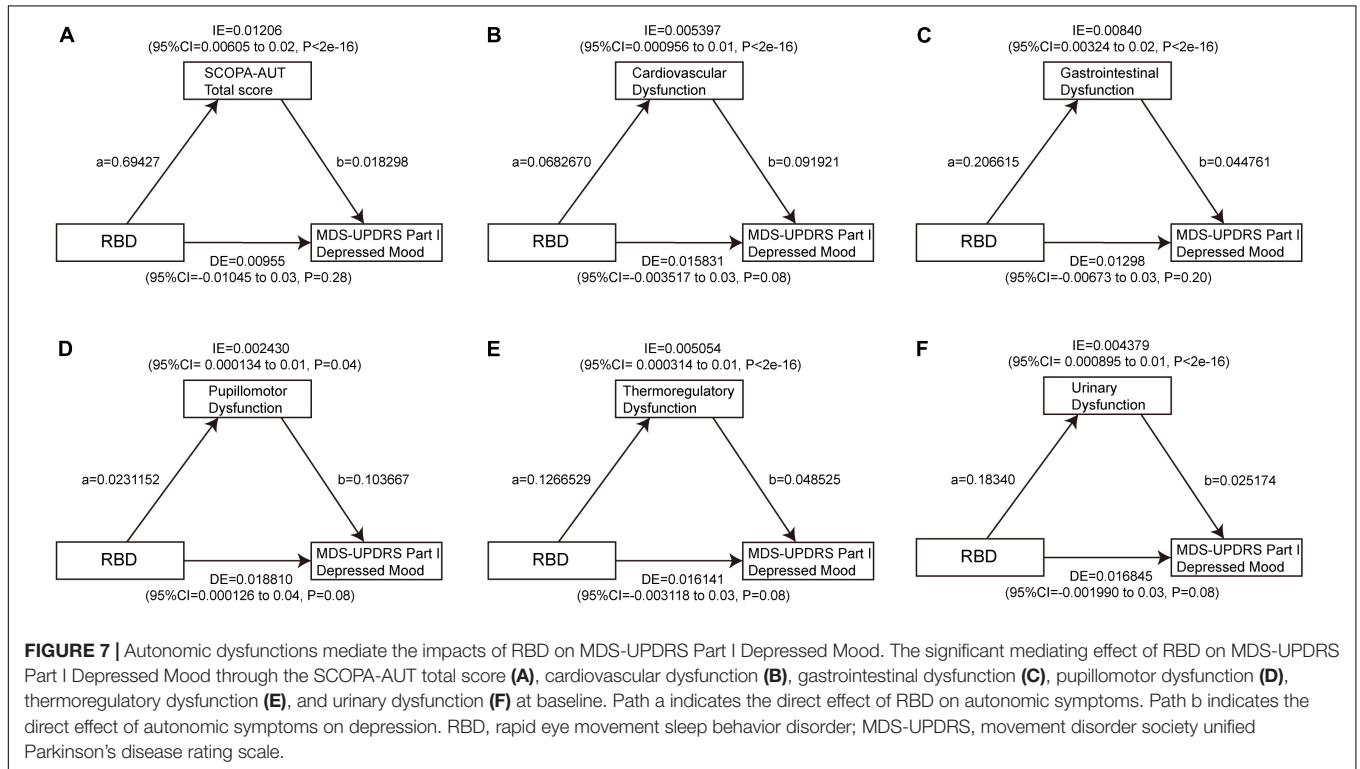 A
IE=0.01206
(95%CI=0.00605 to 0.02, P<2e-16)
SCOPA-AUT
Total score
a=0.69427
b=0.018298
RBD
MDS-UPDRS Part I
Depressed Mood
DE=0.00955
(95%CI=-0.01045 to 0.03, P=0.28)
B
IE=0.005397
(95%CI=0.000956 to 0.01, P<2e-16)
Cardiovascular
Dysfunction
a=0.0682670
b=0.091921
RBD
MDS-UPDRS Part I
Depressed Mood
DE=0.015831
(95%CI=-0.003517 to 0.03, P=0.08)
C
IE=0.00840
(95%CI=0.00324 to 0.02, P<2e-16)
Gastrointestinal
Dysfunction
a=0.206615
b=0.044761
RBD
MDS-UPDRS Part I
Depressed Mood
DE=0.01298
(95%CI=-0.00673 to 0.03, P=0.20)
D
IE=0.002430
(95%CI= 0.000134 to 0.01, P=0.04)
Pupillomotor
Dysfunction
a=0.0231152
b=0.103667
RBD
MDS-UPDRS Part I
Depressed Mood
DE=0.018810
(95%CI=0.000126 to 0.04, P=0.08)
E
IE=0.005054
(95%CI= 0.000314 to 0.01, P<2e-16)
Thermoregulatory
Dysfunction
a=0.1266529
b=0.048525
RBD
MDS-UPDRS Part I
Depressed Mood
DE=0.016141
(95%CI=-0.003118 to 0.03, P=0.08)
F
IE=0.004379
(95%CI= 0.000895 to 0.01, P<2e-16)
Urinary
Dysfunction
a=0.18340
b=0.025174
RBD
MDS-UPDRS Part I
Depressed Mood
DE=0.016845
(95%CI=-0.001990 to 0.03, P=0.08)
FIGURE 7 | Autonomic dysfunctions mediate the impacts of RBD on MDS-UPDRS Part I Depressed Mood. The significant mediating effect of RBD on MDS-UPDRS
Part I Depressed Mood through the SCOPA-AUT total score (A), cardiovascular dysfunction (B), gastrointestinal dysfunction (C), pupillomotor dysfunction (D),
thermoregulatory dysfunction (E), and urinary dysfunction (F) at baseline. Path a indicates the direct effect of RBD on autonomic symptoms. Path b indicates the
direct effect of autonomic symptoms on depression. RBD, rapid eye movement sleep behavior disorder; MDS-UPDRS, movement disorder society unified
Parkinson's disease rating scale.